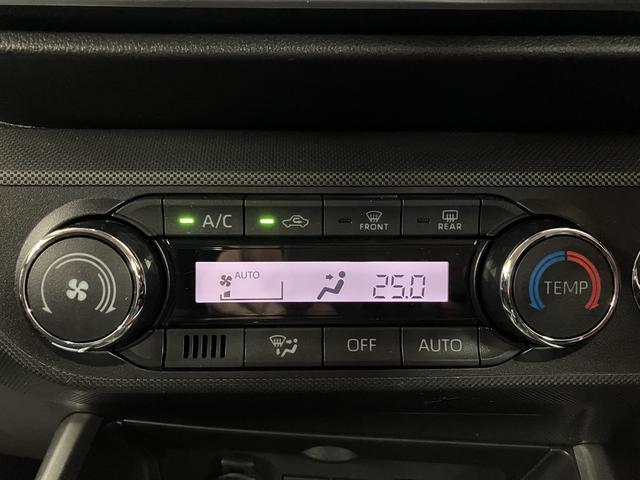 A/C
FRONT
REAR
AUTO
25.0
TEMP
OFF
AUTO